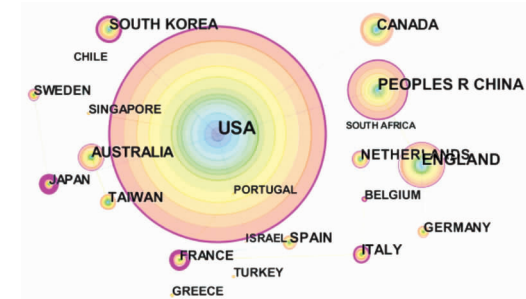 SOUTH KOREA
CANADA
CHILE
PEOPLES R CHINA
SWEDEN
SINGAPORE
USA
SOUTH AFRICA
AUSTRALIA
NETHERLANDS
ENGLAND
JAPAN
TAIWAN
PORTUGAL
BELGIUM
GERMANY
ISRAEL
SPAIN
FRANCE
ITALY
TURKEY
GREECE